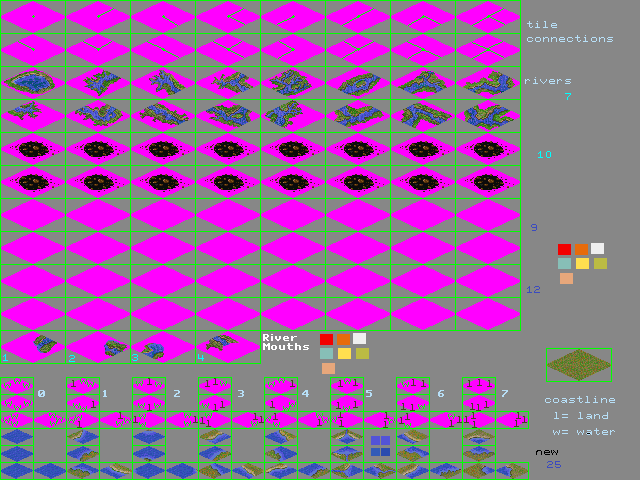 tile
connections
rivers
7
10
9
12
River
Mouths
1 2 3 4
0 1 2 3 4 5 6 7
coastline
1= land
w= water
new
25